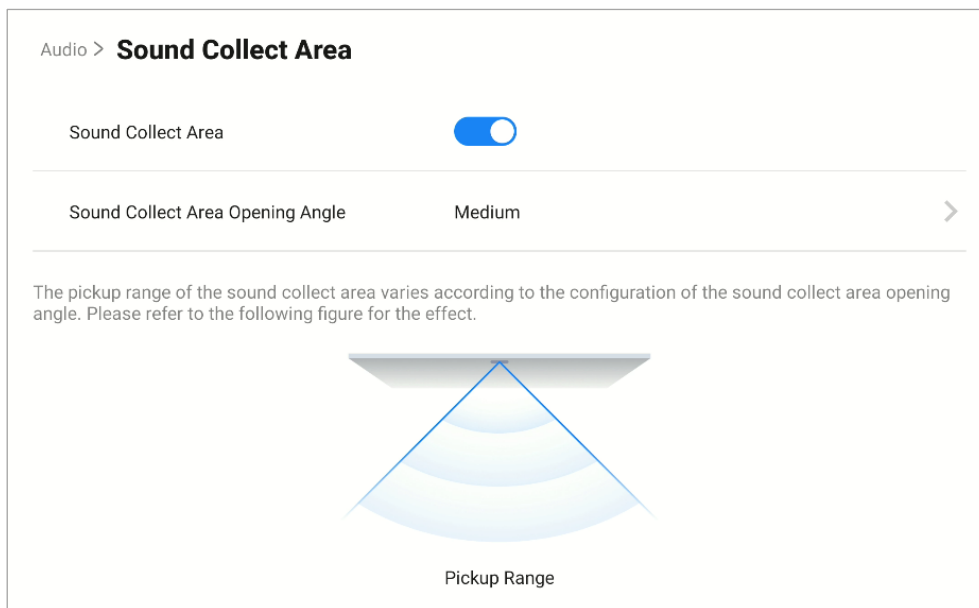 Audio > Sound Collect Area
Sound Collect Area
Sound Collect Area Opening Angle Medium
The pickup range of the sound collect area varies according to the configuration of the sound collect area opening
angle. Please refer to the following figure for the effect.
Pickup Range